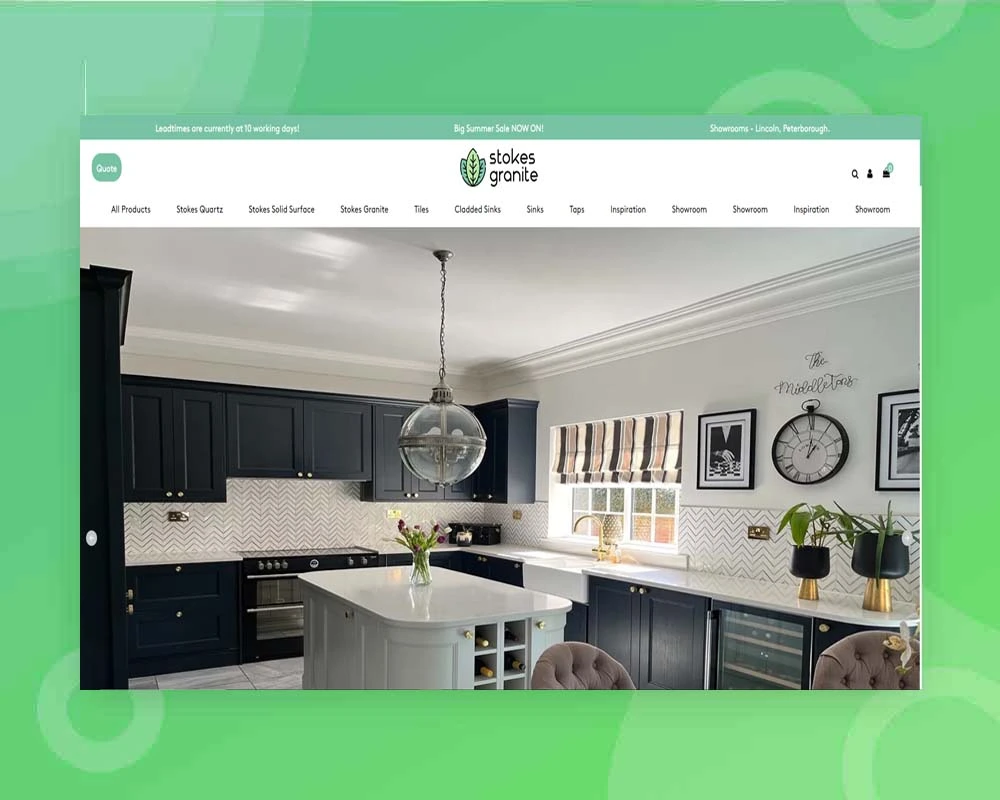 Leadtimes are currently at 10 working days!
Big Summer Sale NOW ON!
Showrooms - Lincoln, Peterborough.
Quote
stokes
granite
All Products
Stokes Quartz
Stokes Solid Surface
Stokes Granite
Tiles
Cladded Sinks
Sinks
Taps
Inspiration
Showroom
Showroom
Inspiration
Showroom
The
Middletons